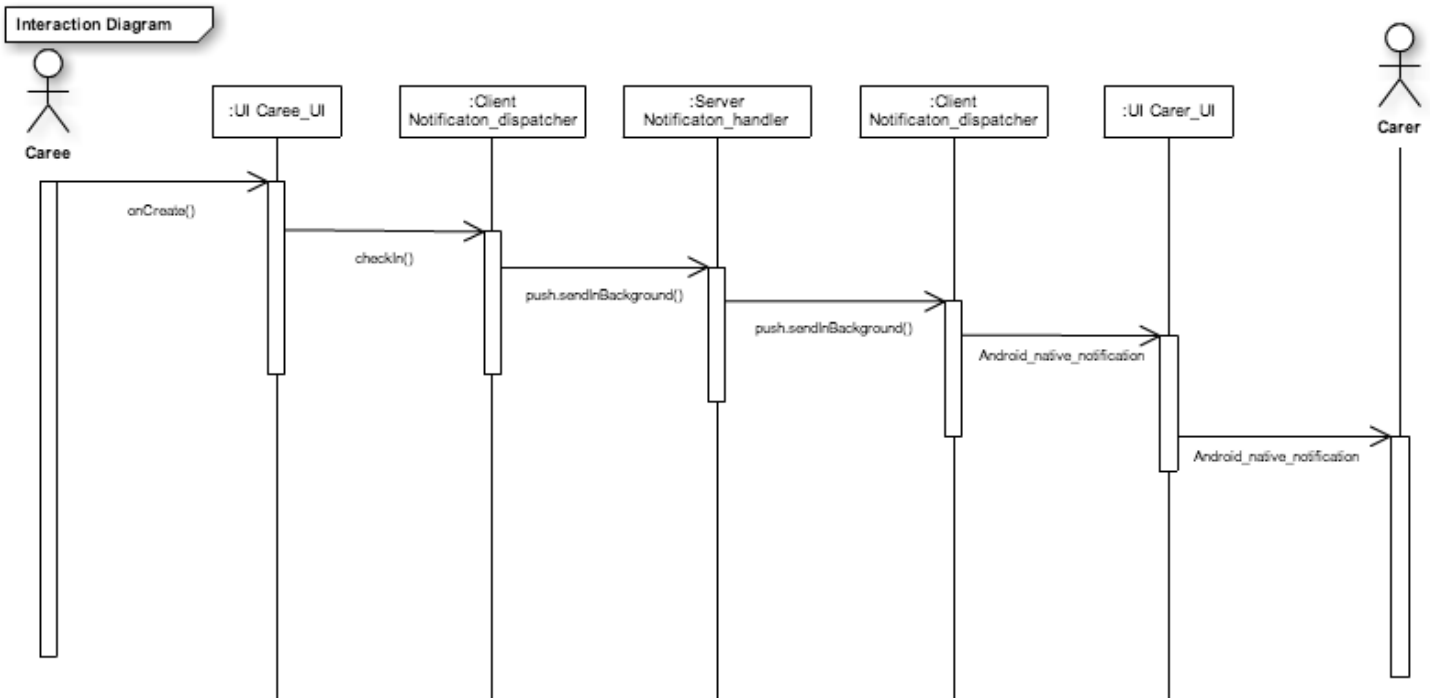 Interaction Diagram
Caree
:UI Caree_UI
:Client
Notificaton_dispatcher
:Server
Notificaton_handler
:Client
Notificaton_dispatcher
:UI Carer_UI
Carer
onCreate()
checkIn()
push.sendInBackground()
push.sendInBackground()
Android_native_notification
Android_native_notification